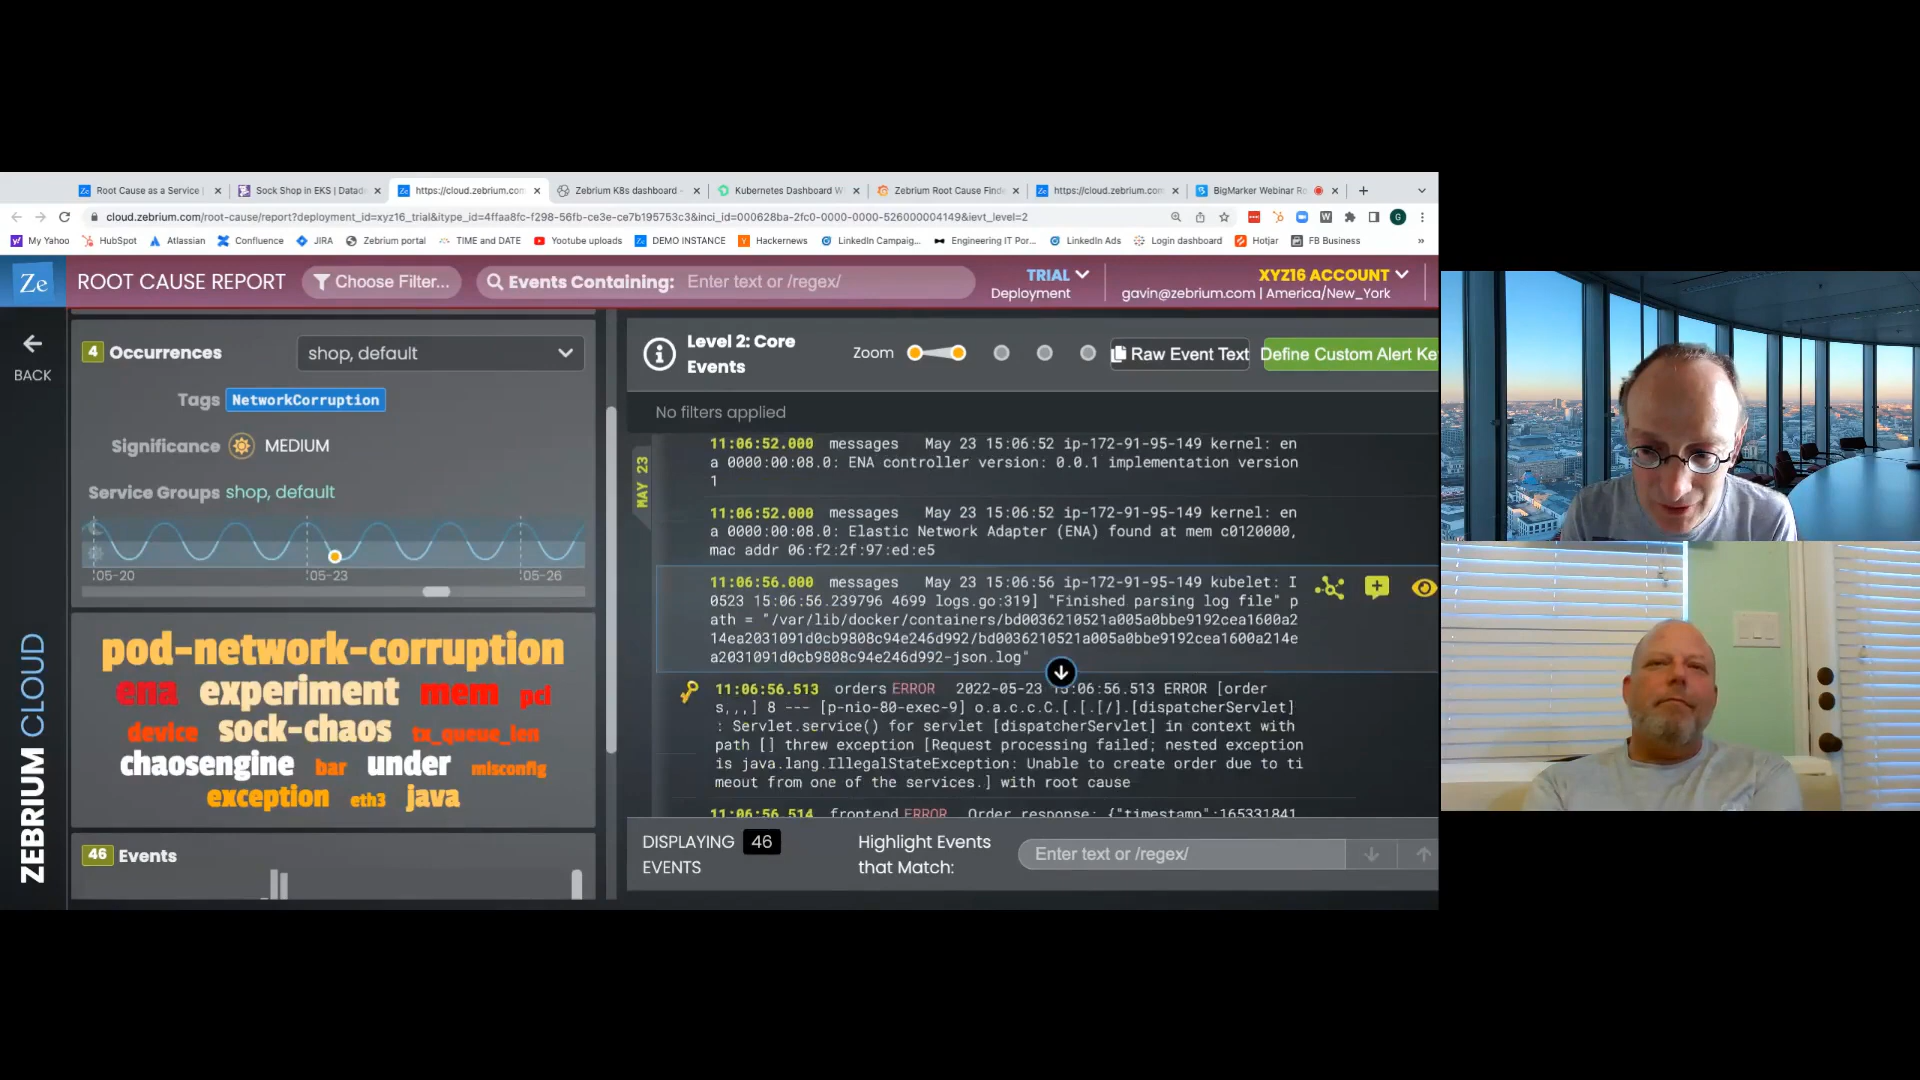 Root Cause as a Service
Sock Shop in EKS | Datad
https://cloud.zebrium.com
Zebrium K8s dashboard -
Kubernetes Dashboard W
Zebrium Root Cause Finde
https://cloud.zebrium.com
BigMarker Webinar Ro
cloud.zebrium.com/root-cause/report?deployment_id=xyz16_trial&itype_id=4ffaa8fc-f298-56fb-ce3e-ce7b195753c3&inci_id=000628ba-2fc0-0000-0000-526000004149&ievt_level=2
G
My Yahoo
HubSpot
Atlassian
Confluence
JIRA
Zebrium portal
TIME and DATE
Yootube uploads
DEMO INSTANCE
Hackernews
LinkedIn Campaig...
Engineering IT Por...
LinkedIn Ads
Login dashboard
Hotjar
FB Business
»
Ze
ROOT CAUSE REPORT
Choose Filter...
Events Containing: Enter text or /regex/
TRIAL
Deployment
XYZ16 ACCOUNT
gavin@zebrium.com | America/New_York
BACK
ZEBRIUM CLOUD
4 Occurrences
shop, default
Tags NetworkCorruption
Significance MEDIUM
Service Groups shop, default
05-20
05-23
05-26
pod-network-corruption
ena experiment mem pci
device sock-chaos tx_queue_len
chaosengine bar under misconfig
exception eth3 java
46 Events
Level 2: Core
Events
Zoom
Raw Event Text
Define Custom Alert Ke
No filters applied
MAY 23
11:06:52.000 messages May 23 15:06:52 ip-172-91-95-149 kernel: en
a 0000:00:08.0: ENA controller version: 0.0.1 implementation version
1
11:06:52.000 messages May 23 15:06:52 ip-172-91-95-149 kernel: en
a 0000:00:08.0: Elastic Network Adapter (ENA) found at mem c0120000,
mac addr 06:f2:2f:97:ed:e5
11:06:56.000 messages May 23 15:06:56 ip-172-91-95-149 kubelet: I
0523 15:06:56.239796 4699 logs.go:319] "Finished parsing log file" p
ath = "/var/lib/docker/containers/bd0036210521a005a0bbe9192cea1600a2
14ea2031091d0cb9808c94e246d992/bd0036210521a005a0bbe9192cea1600a214e
a2031091d0cb9808c94e246d992-json.log"
11:06:56.513 orders ERROR 2022-05-23 15:06:56.513 ERROR [order
s,,,] 8 --- [p-nio-80-exec-9] o.a.c.c.C.[.[.[/].[dispatcherServlet]
: Servlet.service() for servlet [dispatcherServlet] in context with
path [] threw exception [Request processing failed; nested exception
is java.lang.IllegalStateException: Unable to create order due to ti
meout from one of the services.] with root cause
11:06:56.514 frontend ERROR Order response: {"timestamp":165331841
DISPLAYING 46
EVENTS
Highlight Events
that Match:
Enter text or /regex/